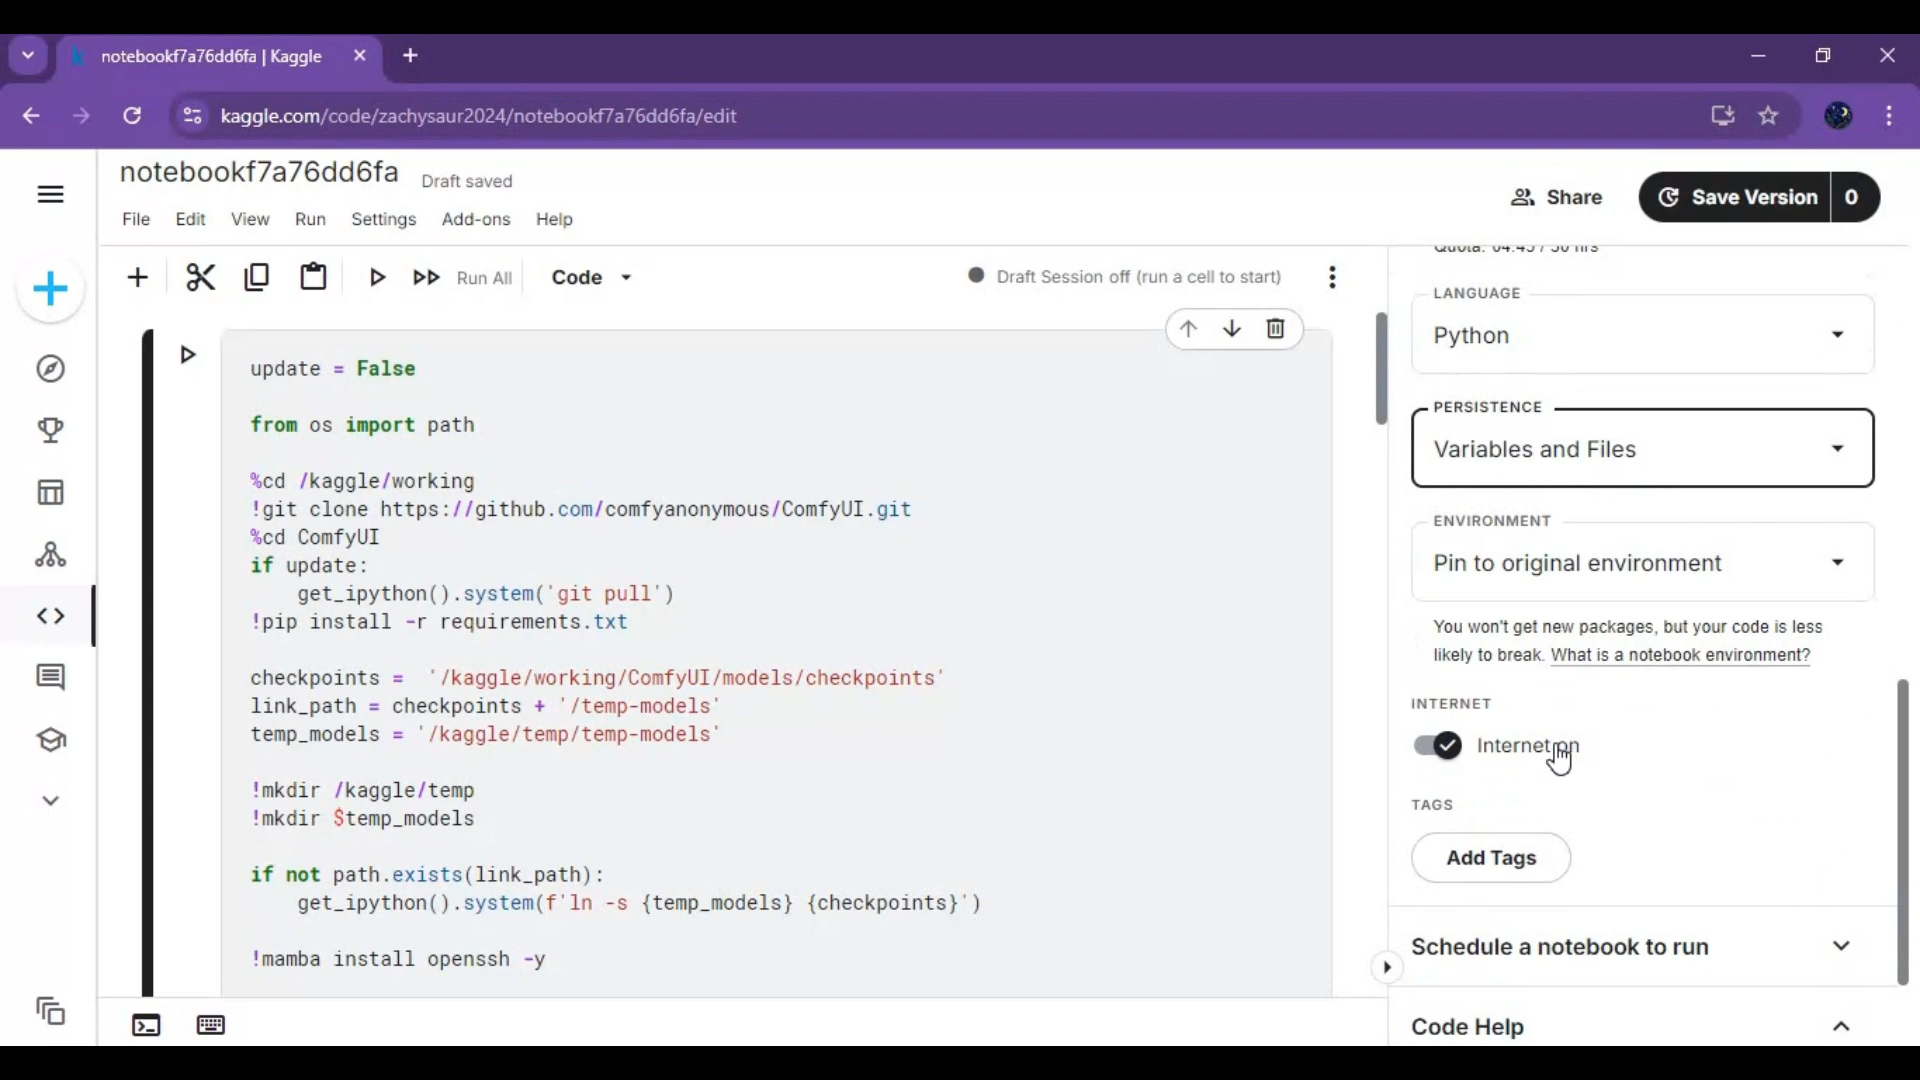 notebookf7a76dd6fa | Kaggle
kaggle.com/code/zachysaur2024/notebookf7a76dd6fa/edit
notebookf7a76dd6fa
Draft saved
File Edit View Run Settings Add-ons Help
Share
Save Version 0
Run All
Code
Draft Session off (run a cell to start)
update = False
from os import path
%cd /kaggle/working
!git clone https://github.com/comfyanonymous/ComfyUI.git
%cd ComfyUI
if update:
get_ipython().system('git pull')
!pip install -r requirements.txt
checkpoints = '/kaggle/working/ComfyUI/models/checkpoints'
link_path = checkpoints + '/temp-models'
temp_models = '/kaggle/temp/temp-models'
!mkdir /kaggle/temp
!mkdir $temp_models
if not path.exists(link_path):
get_ipython().system(f'ln -s {temp_models} {checkpoints}')
!mamba install openssh -y
Quota: 04:45 / 30 hrs
LANGUAGE
Python
PERSISTENCE
Variables and Files
ENVIRONMENT
Pin to original environment
You won't get new packages, but your code is less
likely to break. What is a notebook environment?
INTERNET
Internet on
TAGS
Add Tags
Schedule a notebook to run
Code Help